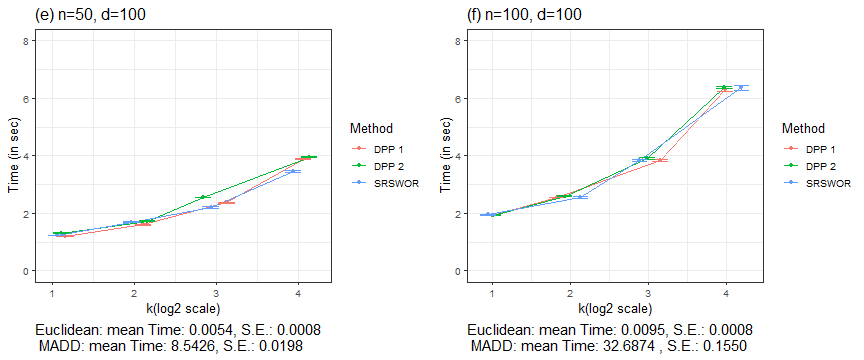 (e) n=50, d=100
8
6
4
2
0
Time (in sec)
1 2 3 4
k(log2 scale)
Method
DPP 1
DPP 2
SRSWOR
Euclidean: mean Time: 0.0054, S.E.: 0.0008
MADD: mean Time: 8.5426, S.E.: 0.0198
(f) n=100, d=100
8
6
4
2
0
Time (in sec)
1 2 3 4
k(log2 scale)
Method
DPP 1
DPP 2
SRSWOR
Euclidean: mean Time: 0.0095, S.E.: 0.0008
MADD: mean Time: 32.6874 , S.E.: 0.1550